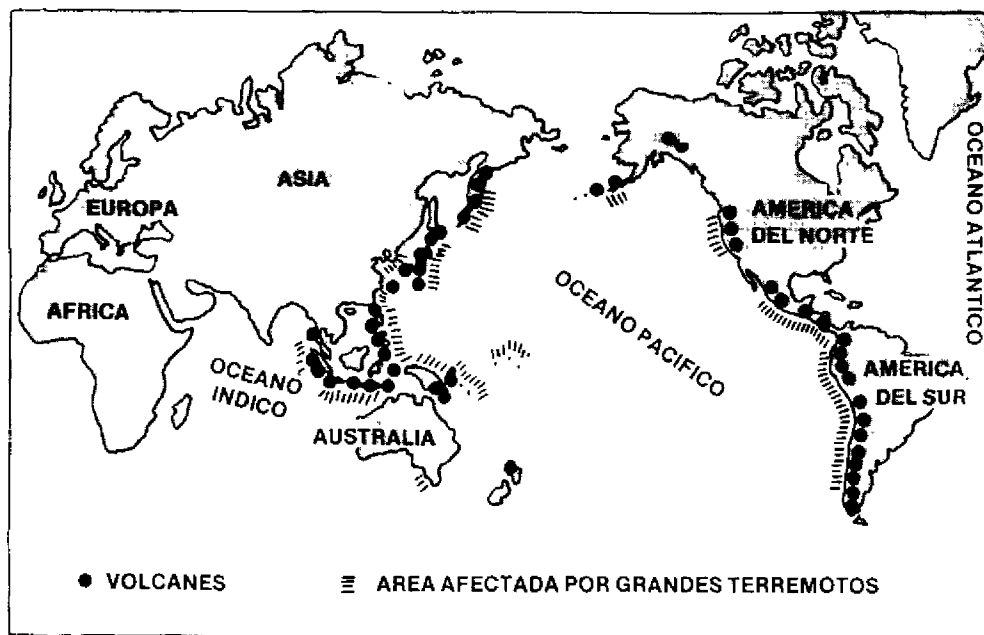 ASIA
EUROPA
AFRICA
OCEANO
INDICO
AUSTRALIA
OCEANO PACIFICO
AMERICA
DEL NORTE
OCEANO ATLANTICO
AMERICA
DEL SUR
VOLCANES
AREA AFECTADA POR GRANDES TERREMOTOS